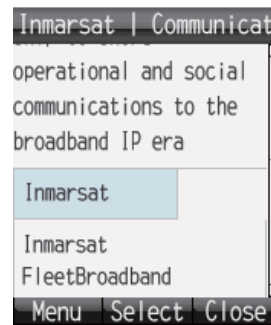 Inmarsat | Communicat
operational and social
communications to the
broadband IP era
Inmarsat
Inmarsat
FleetBroadband
Menu Select Close